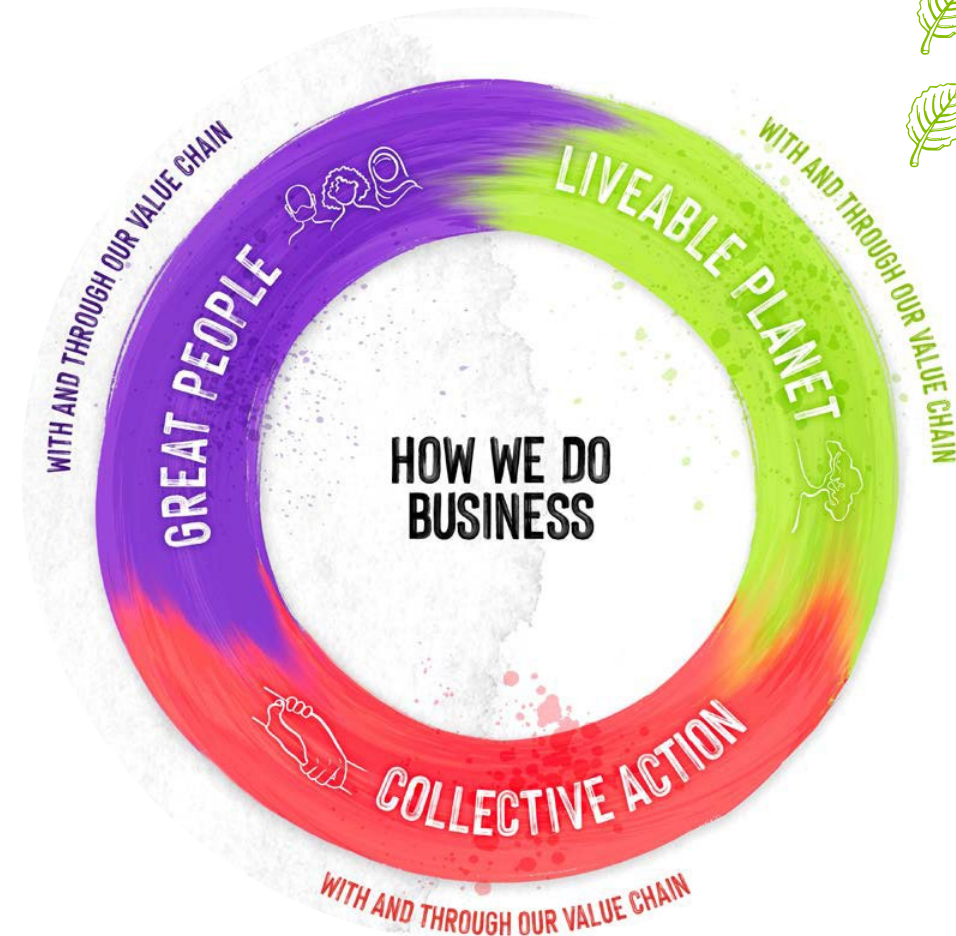 WITH AND THROUGH OUR VALUE CHAIN
GREAT PEOPLE
LIVEABLE PLANET
WITH AND THROUGH OUR VALUE CHAIN
HOW WE DO
BUSINESS
COLLECTIVE ACTION
WITH AND THROUGH OUR VALUE CHAIN